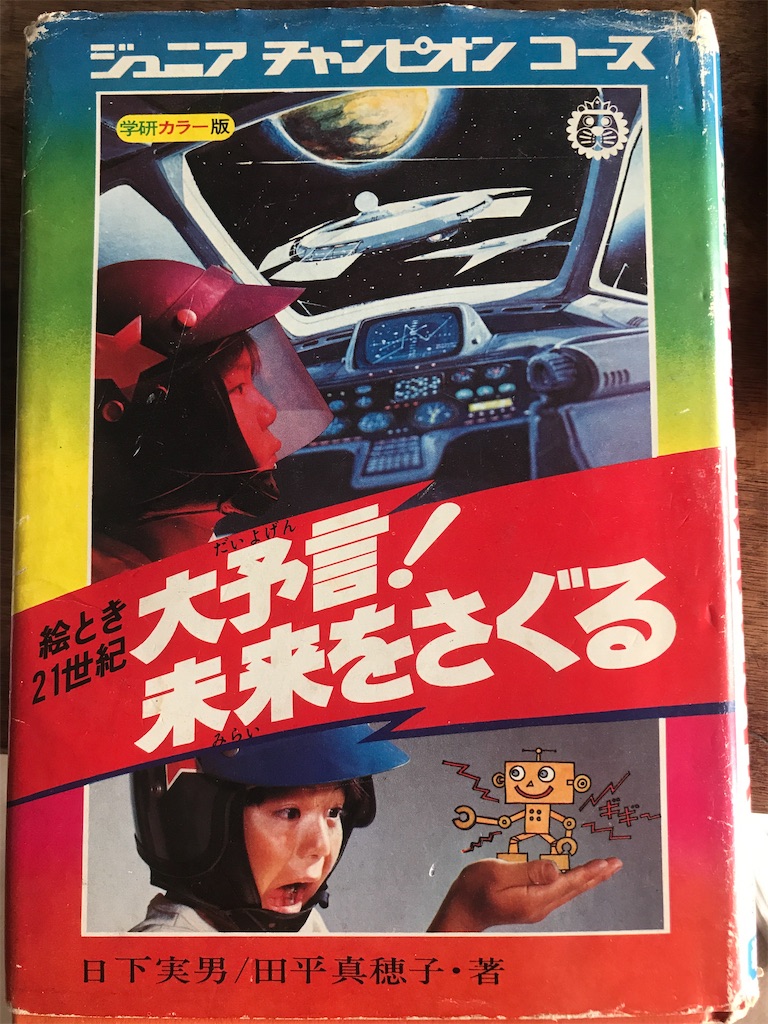 ジュニア チャンピオン コース
学研カラー版
だいよげん
絵とき
21世紀
大予言!
未来をさぐる
みらい
ギギー
日下実男/田平真穂子・著